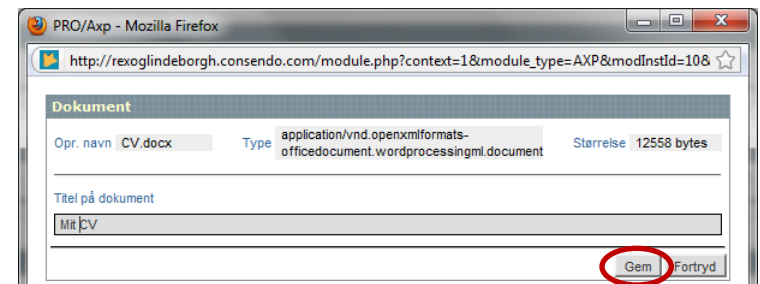 PRO/Axp - Mozilla Firefox
http://rexoglindeborgh.consendo.com/module.php?context=1&module_type=AXP&modInstId=10&
Dokument
Opr. navn CV.docx Type application/vnd.openxmlformats- Størrelse 12558 bytes
officedocument.wordprocessingml.document
Titel på dokument
Mit CV
Gem Fortryd